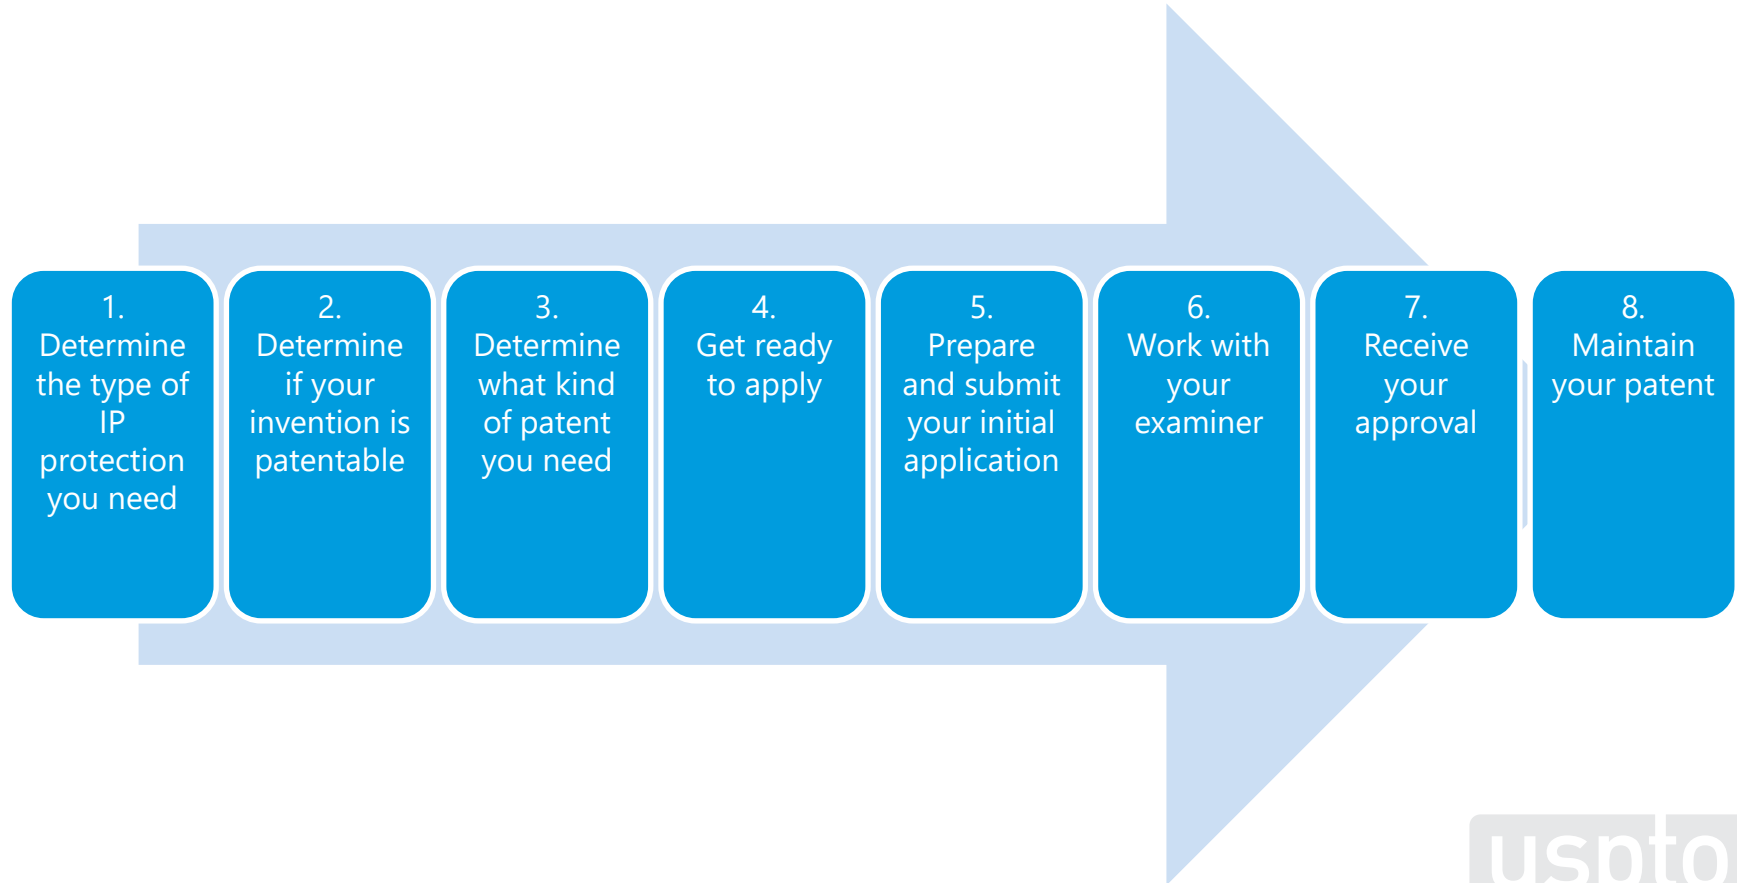 1.
Determine
the type of
IP
protection
you need
2.
Determine
if your
invention is
patentable
3.
Determine
what kind
of patent
you need
4.
Get ready
to apply
5.
Prepare
and submit
your initial
application
6.
Work with
your
examiner
7.
Receive
your
approval
8.
Maintain
your patent
uspto